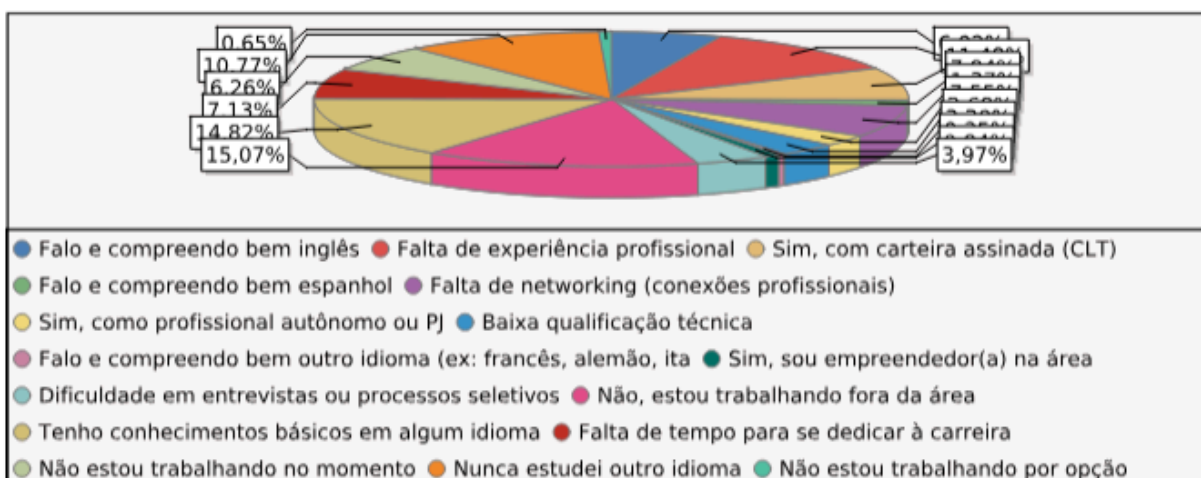 0.65%
10.77%
6.26%
7.13%
14.82%
15,07%
3,97%
Falo e compreendo bem inglês Falta de experiência profissional Sim, com carteira assinada (CLT)
Falo e compreendo bem espanhol Falta de networking (conexões profissionais)
Sim, como profissional autônomo ou PJ Baixa qualificação técnica
Falo e compreendo bem outro idioma (ex: francês, alemão, ita Sim, sou empreendedor(a) na área
Dificuldade em entrevistas ou processos seletivos Não, estou trabalhando fora da área
Tenho conhecimentos básicos em algum idioma Falta de tempo para se dedicar à carreira
Não estou trabalhando no momento Nunca estudei outro idioma Não estou trabalhando por opção